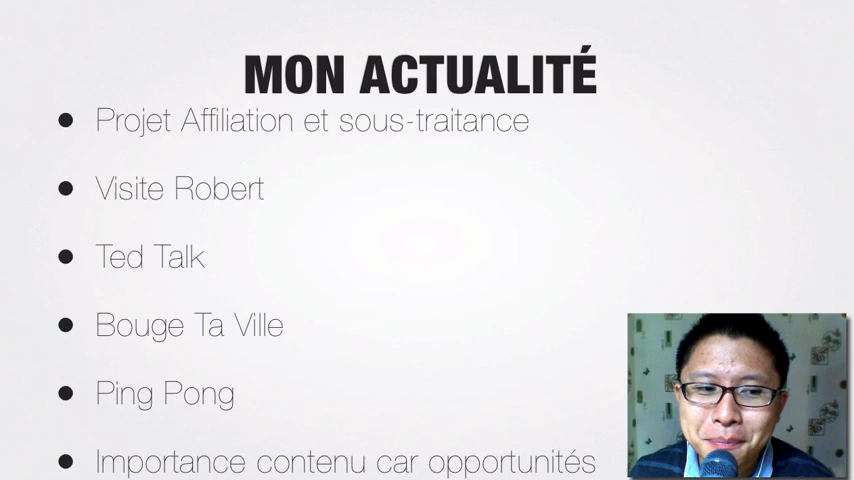 MON ACTUALITÉ
• Projet Affiliation et sous-traitance
• Visite Robert
• Ted Talk
• Bouge Ta Ville
• Ping Pong
• Importance contenu car opportunités